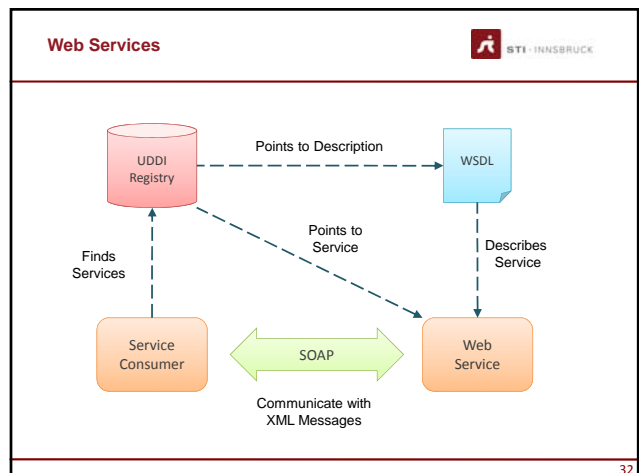 Web Services
STI · INNSBRUCK
Points to Description
UDDI
Registry
WSDL
Points to
Service
Finds
Services
Describes
Service
Service
Consumer
SOAP
Web
Service
Communicate with
XML Messages
32